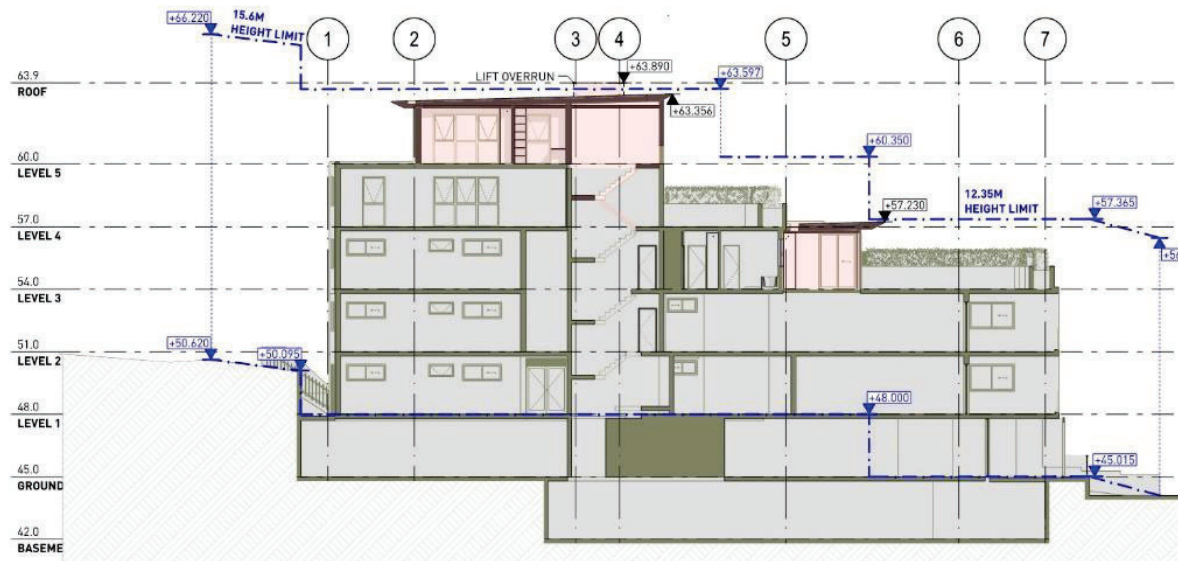 +66.220
15.6M
HEIGHT LIMIT
1
2
3
4
5
6
7
63.9
ROOF
LIFT OVERRUN
+63.890
+63.597
+63.356
60.0
LEVEL 5
+60.350
57.0
LEVEL 4
+57.230
12.35M
HEIGHT LIMIT
+57.365
54.0
LEVEL 3
51.0
LEVEL 2
+50.620
+50.095
48.0
LEVEL 1
+48.000
45.0
GROUND
+45.015
42.0
BASEME